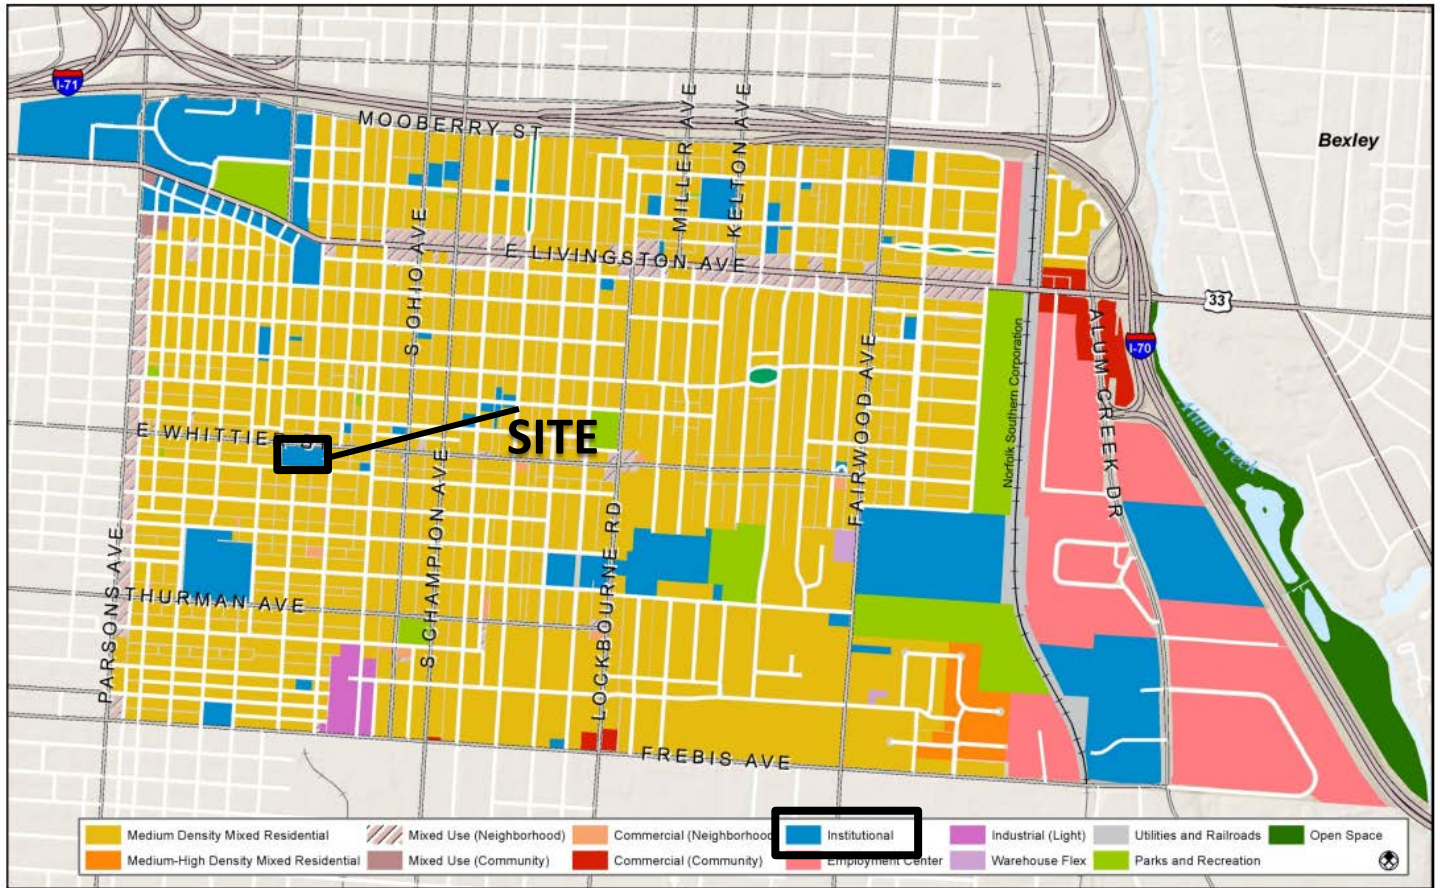 I-71
MOOBERRY ST
MILLER AVE
KELTON AVE
Bexley
S OHIO AVE
E LIVINGSTON AVE
33
I-70
ALUM CREEK DR
Alum Creek
Norfolk Southern Corporation
FAIRWOOD AVE
E WHITTIER S
SITE
S CHAMPION AVE
LOCKBOURNE RD
PARSONS AVE
THURMAN AVE
FREBIS AVE
Medium Density Mixed Residential
Mixed Use (Neighborhood)
Commercial (Neighborhood
Institutional
Industrial (Light)
Utilities and Railroads
Open Space
Medium-High Density Mixed Residential
Mixed Use (Community)
Commercial (Community)
Employment Center
Warehouse Flex
Parks and Recreation